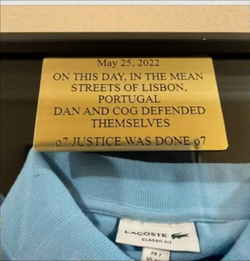 May 25, 2022
ON THIS DAY, IN THE MEAN
STREETS OF LISBON,
PORTUGAL
DAN AND COG DEFENDED
THEMSELVES
o7 JUSTICE WAS DONE o7
LACOSTE
CLASSIC FIT